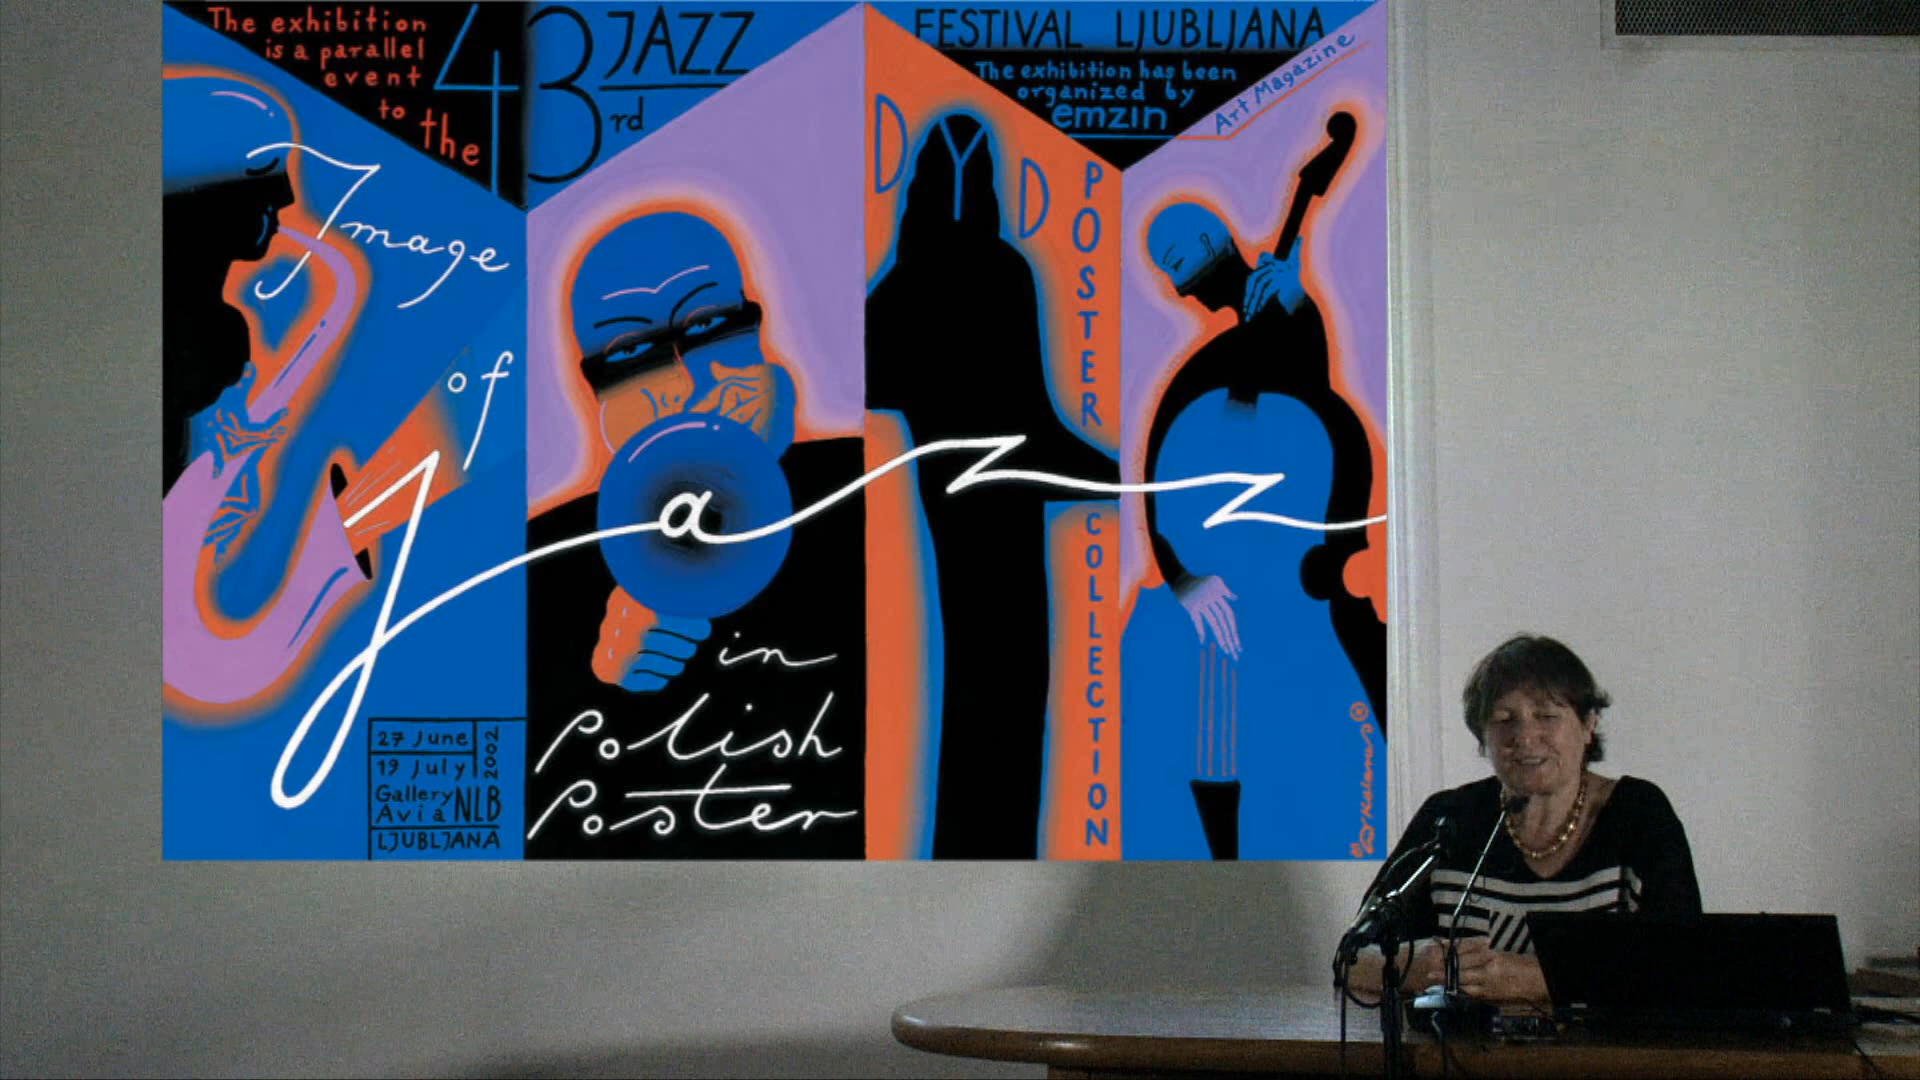 The exhibition
is a parallel
event
to the
43rd JAZZ
FESTIVAL LJUBLJANA
The exhibition has been
organized by
emzin
Art Magazine
Image
of
Jazz
in
Polish
Poster
DYD
POSTER
COLLECTION
27 June
19 July
2002
Gallery
Avia NLB
LJUBLJANA